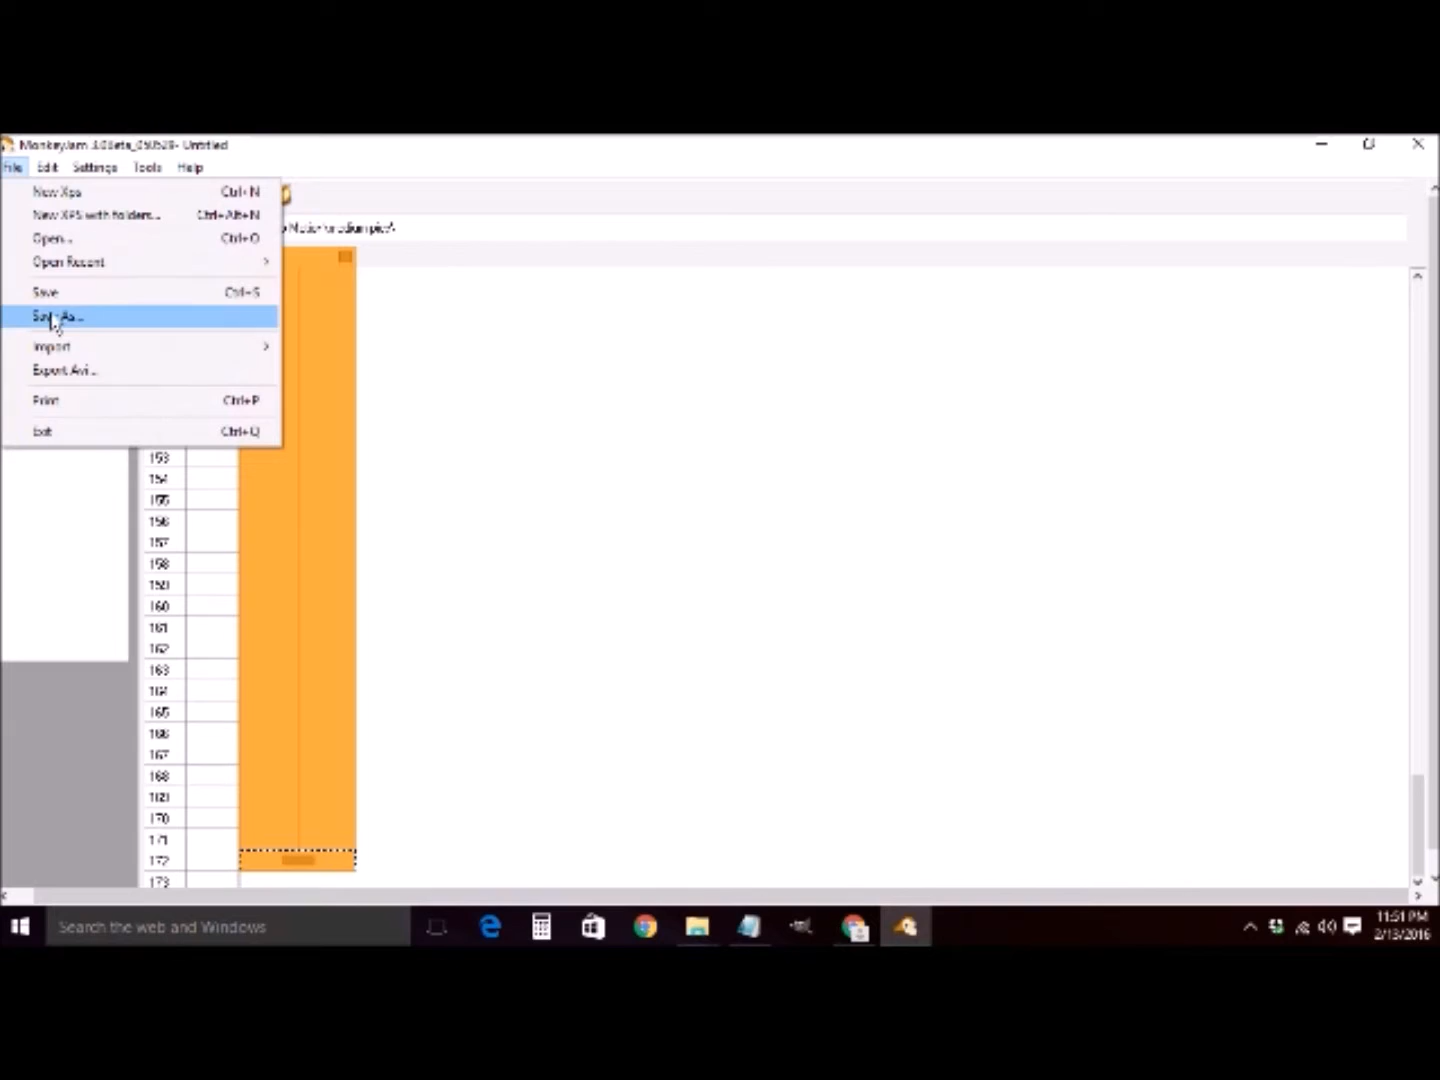 MonkeyJam 3.0Beta_050529- Untitled
File Edit Settings Tools Help
New Xps Ctrl+N
New XPS with folders... Ctrl+Alt+N
Open... Ctrl+O
Open Recent
Save Ctrl+S
Save As...
Import
Export Avi...
Print Ctrl+P
Exit Ctrl+Q
153
154
155
156
157
158
159
160
161
162
163
164
165
166
167
168
169
170
171
172
173
Search the web and Windows
11:51 PM
2/13/2016